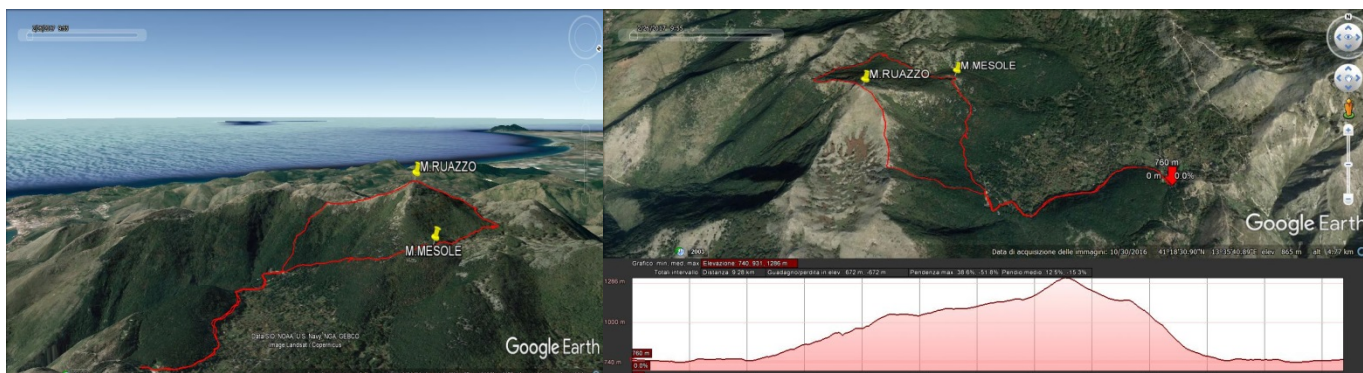 M.RUAZZO
M.MESOLE
Data SIO, NOAA, U.S. Navy, NGA, GEBCO
Image Landsat / Copernicus
Google Earth
N
M.RUAZZO
M.MESOLE
760 m
0 m
0.0%
Google Earth
Data di acquisizione delle immagini: 10/30/2016 41°18'30.90"N 13°35'40.89"E elev. 865 m alt
Grafico: min, med, max Elevazione: 740, 931, 1286 m
Totali intervallo: Distanza: 9.28 km Guadagno/perdita in elev.: 672 m, -672 m Pendenza max: 38.6%, -51.8% Pendio medio: 12.5%, -15.3%
1286 m
1000 m
760 m
740 m
0.0%